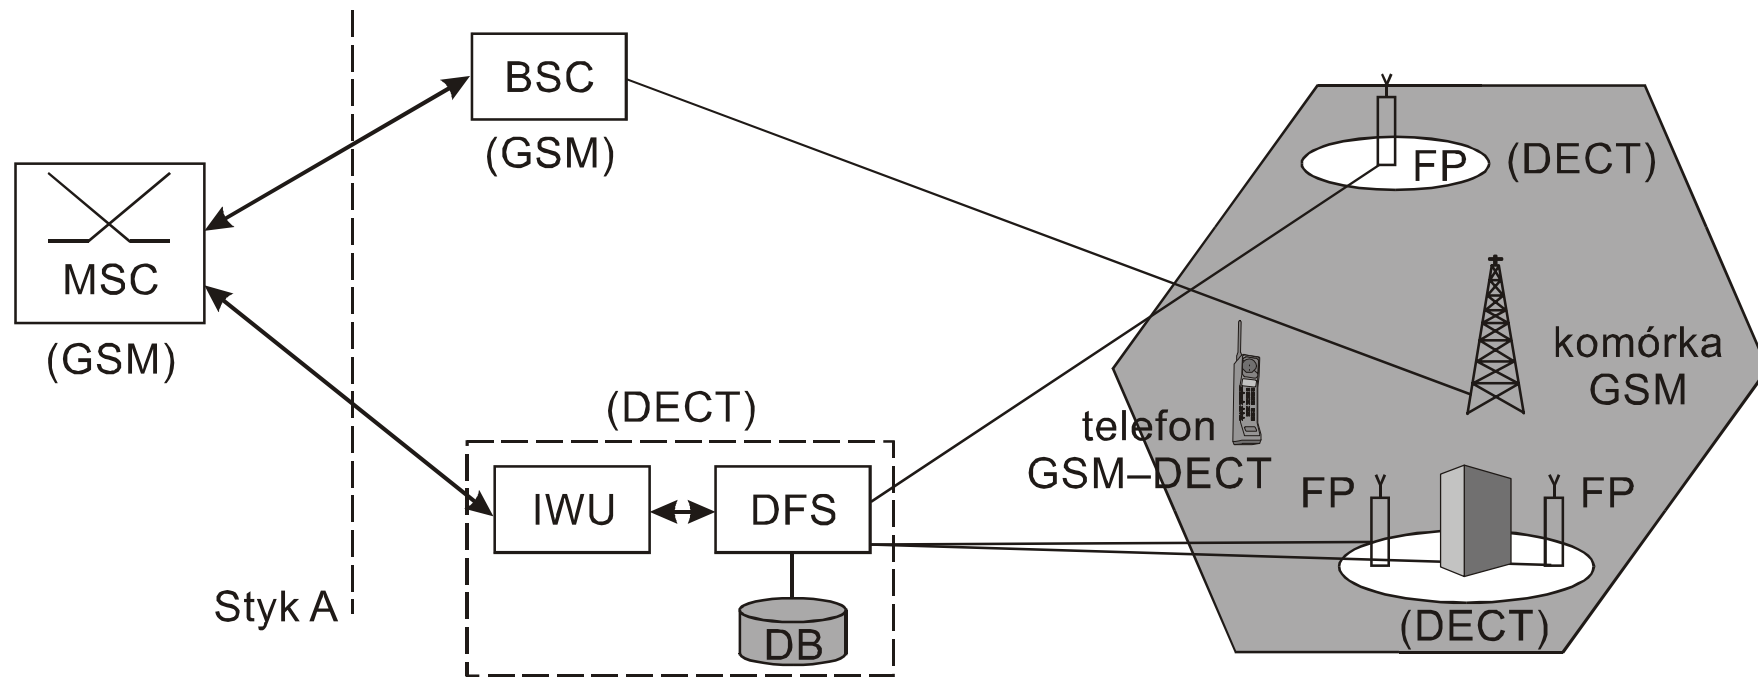 BSC
(GSM)
MSC
(GSM)
Styk A
(DECT)
IWU
DFS
DB
FP
(DECT)
komórka
GSM
telefon
GSM–DECT
FP
FP
(DECT)